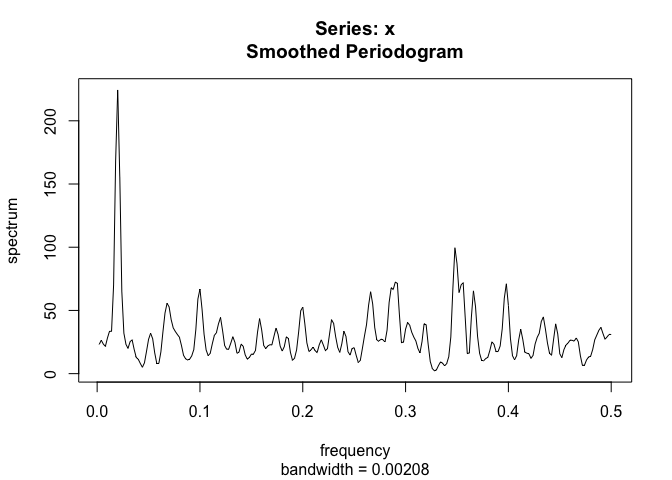 Series: x
Smoothed Periodogram
spectrum
200
150
100
50
0
0.0 0.1 0.2 0.3 0.4 0.5
frequency
bandwidth = 0.00208